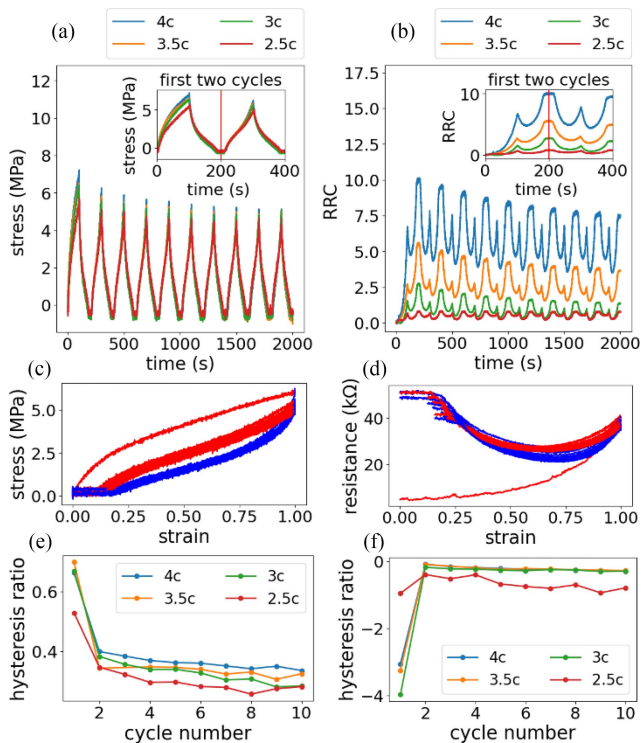 (a)
4c
3c
3.5c
2.5c
(b)
4c
3c
3.5c
2.5c
12
10
8
6
4
2
0
stress (MPa)
first two cycles
5
0
stress (MPa)
0
200
400
time (s)
0
500
1000
1500
2000
time (s)
17.5
15.0
12.5
10.0
7.5
5.0
2.5
0.0
RRC
first two cycles
10
0
RRC
0
200
400
time (s)
0
500
1000
1500
2000
time (s)
(c)
5.0
2.5
0.0
stress (MPa)
0.00
0.25
0.50
0.75
1.00
strain
(d)
40
20
resistance (kΩ)
0.00
0.25
0.50
0.75
1.00
strain
(e)
0.6
0.4
hysteresis ratio
4c
3c
3.5c
2.5c
2
4
6
8
10
cycle number
(f)
0
−2
−4
hysteresis ratio
4c
3c
3.5c
2.5c
2
4
6
8
10
cycle number